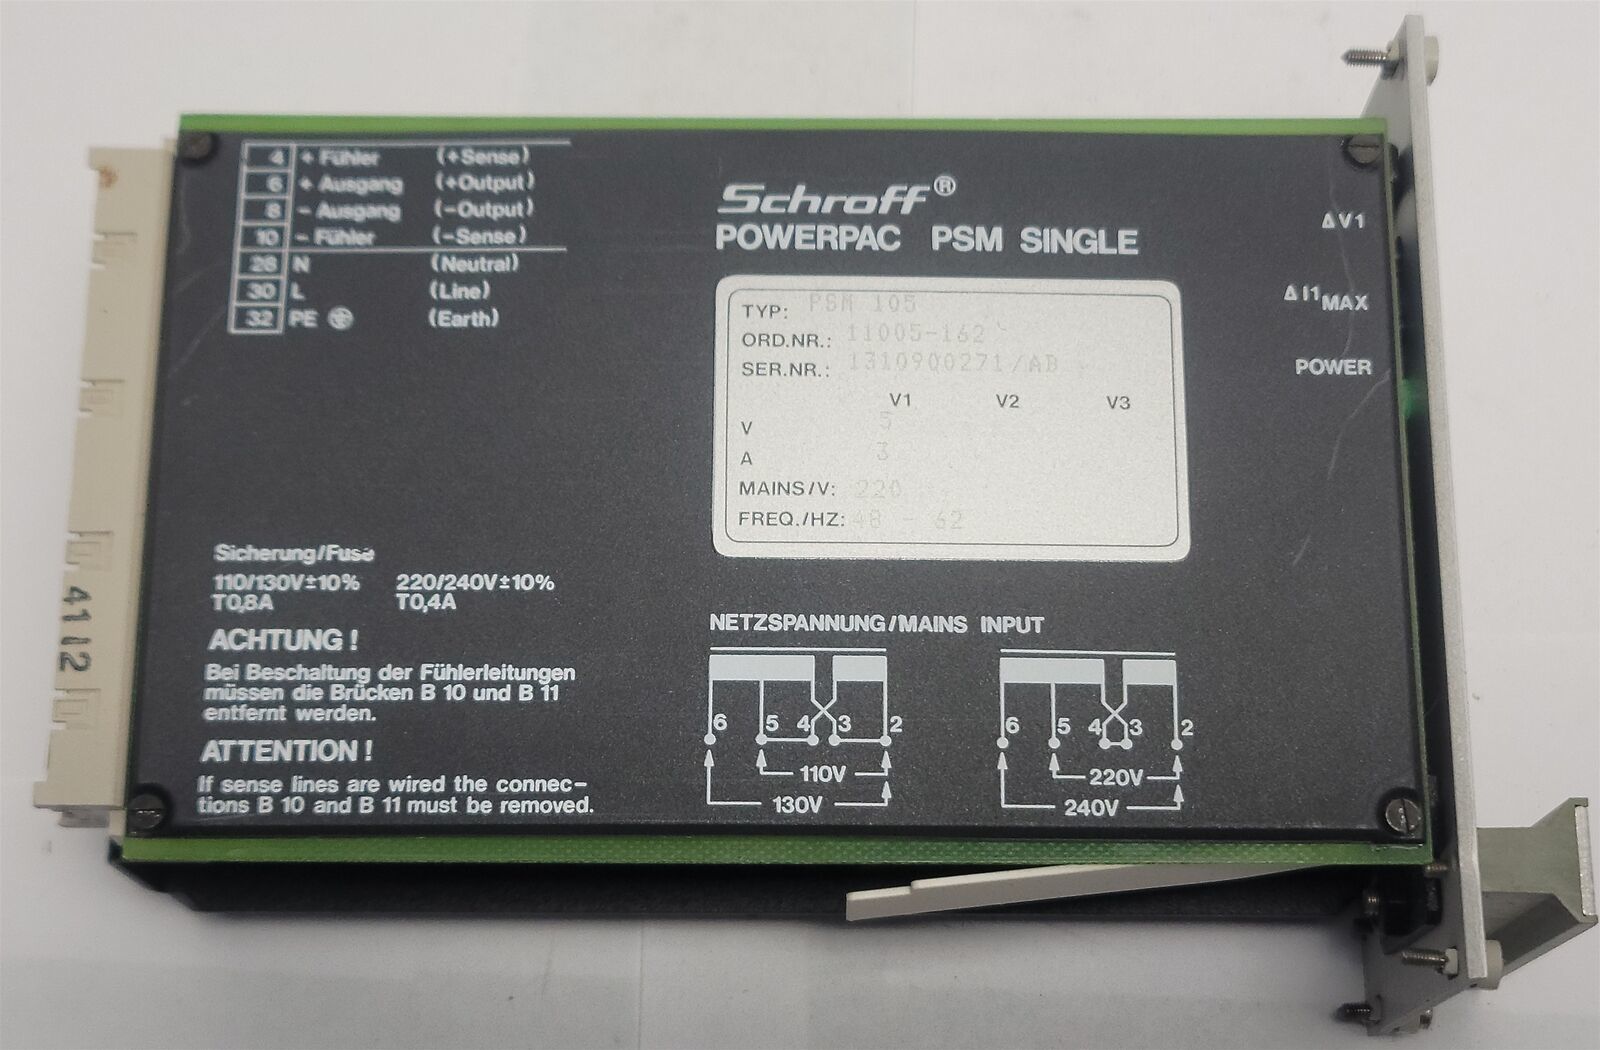 4 + Fühler (+Sense)
6 + Ausgang (+Output)
8 - Ausgang (-Output)
10 - Fühler (-Sense)
28 N (Neutral)
30 L (Line)
32 PE (Earth)
Schroff®
POWERPAC PSM SINGLE
ΔV1
ΔI1MAX
POWER
TYP: PSM 105
ORD.NR.: 11005-162
SER.NR.: 1310900271/AB
V1 V2 V3
V 5
A 3
MAINS/V: 220
FREQ./HZ: 48 - 62
Sicherung/Fuse
110/130V±10% 220/240V±10%
T0,8A T0,4A
ACHTUNG!
Bei Beschaltung der Fühlerleitungen
müssen die Brücken B 10 und B 11
entfernt werden.
ATTENTION!
If sense lines are wired the connec-
tions B 10 and B 11 must be removed.
NETZSPANNUNG/MAINS INPUT
6 5 4 3 2
110V
130V
6 5 4 3 2
220V
240V
41 12